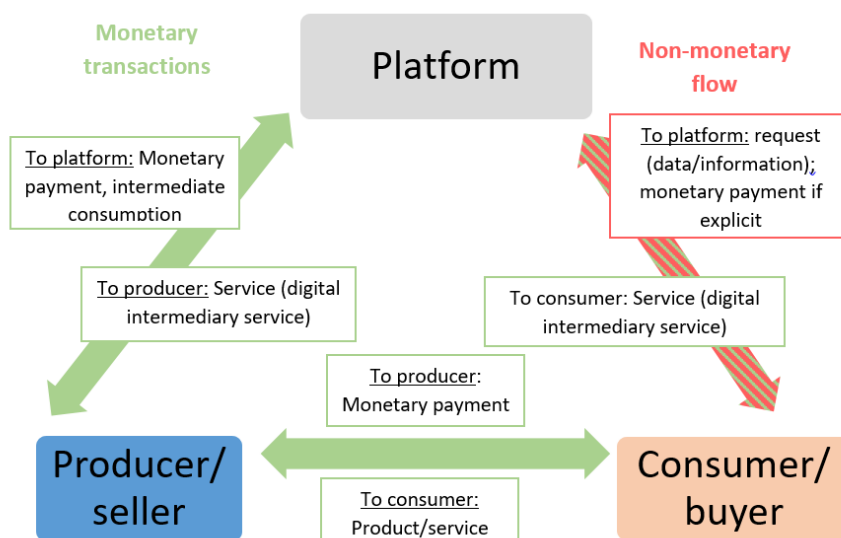 Monetary
transactions
Platform
Non-monetary
flow
To platform: Monetary
payment, intermediate
consumption
To platform: request
(data/information);
monetary payment if
explicit
To producer: Service (digital
intermediary service)
To consumer: Service (digital
intermediary service)
To producer:
Monetary payment
Producer/
seller
Consumer/
buyer
To consumer:
Product/service